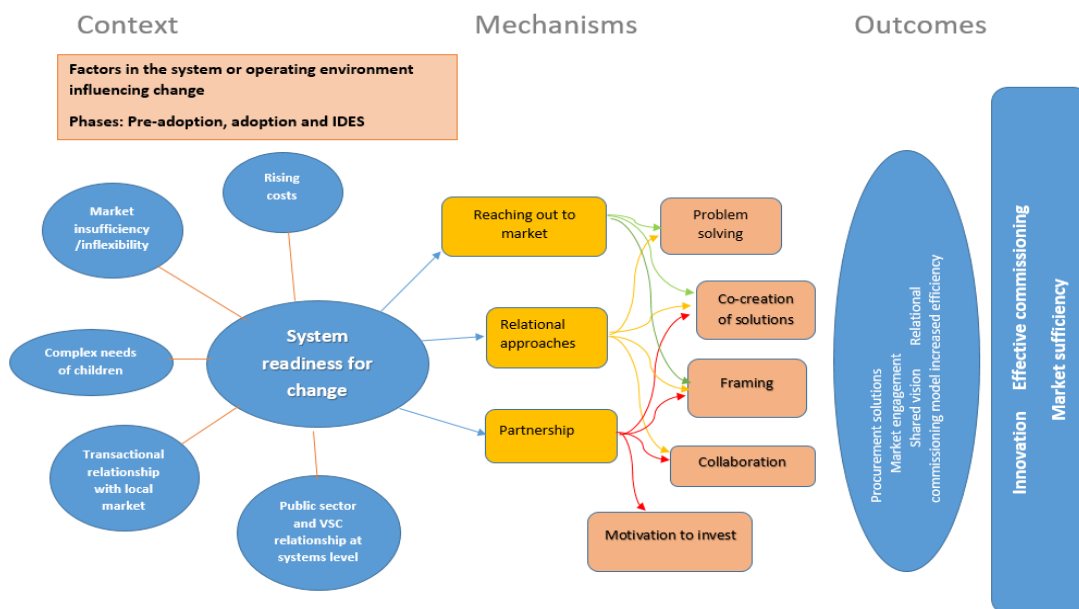 Context
Mechanisms
Outcomes
Factors in the system or operating environment
influencing change
Phases: Pre-adoption, adoption and IDES
Rising
costs
Market
insufficiency
/inflexibility
Complex needs
of children
Transactional
relationship
with local
market
Public sector
and VSC
relationship at
systems level
System
readiness for
change
Reaching out to
market
Relational
approaches
Partnership
Problem
solving
Co-creation
of solutions
Framing
Collaboration
Motivation to invest
Procurement solutions
Market engagement
Shared vision Relational
commissioning model increased efficiency
Innovation Effective commissioning
Market sufficiency